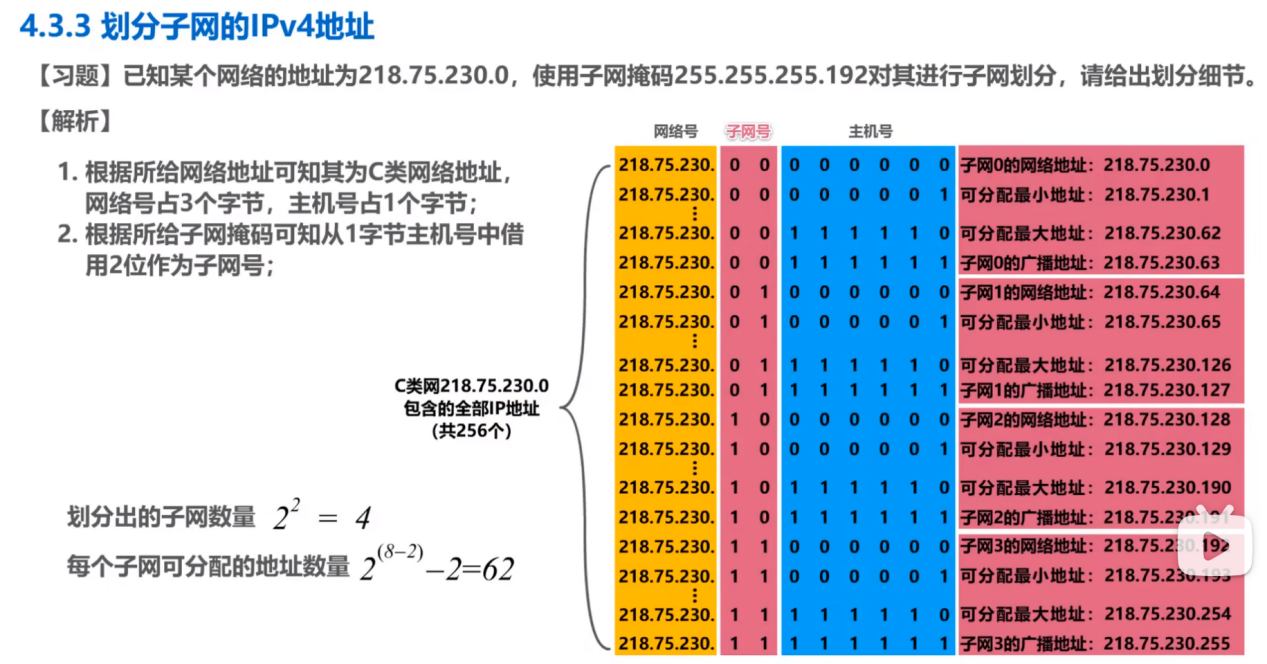 4.3.3 划分子网的IPv4地址
【习题】已知某个网络的地址为218.75.230.0，使用子网掩码255.255.255.192对其进行子网划分，请给出划分细节。
【解析】
1. 根据所给网络地址可知其为C类网络地址，
网络号占3个字节，主机号占1个字节；
2. 根据所给子网掩码可知从1字节主机号中借
用2位作为子网号；
C类网218.75.230.0
包含的全部IP地址
(共256个)
划分出的子网数量 2^2 = 4
每个子网可分配的地址数量 2^(8-2)-2=62
网络号 子网号 主机号
218.75.230. 0 0 0 0 0 0 0 0 子网0的网络地址：218.75.230.0
218.75.230. 0 0 0 0 0 0 0 1 可分配最小地址：218.75.230.1
⋮
218.75.230. 0 0 1 1 1 1 1 0 可分配最大地址：218.75.230.62
218.75.230. 0 0 1 1 1 1 1 1 子网0的广播地址：218.75.230.63
218.75.230. 0 1 0 0 0 0 0 0 子网1的网络地址：218.75.230.64
218.75.230. 0 1 0 0 0 0 0 1 可分配最小地址：218.75.230.65
⋮
218.75.230. 0 1 1 1 1 1 1 0 可分配最大地址：218.75.230.126
218.75.230. 0 1 1 1 1 1 1 1 子网1的广播地址：218.75.230.127
218.75.230. 1 0 0 0 0 0 0 0 子网2的网络地址：218.75.230.128
218.75.230. 1 0 0 0 0 0 0 1 可分配最小地址：218.75.230.129
⋮
218.75.230. 1 0 1 1 1 1 1 0 可分配最大地址：218.75.230.190
218.75.230. 1 0 1 1 1 1 1 1 子网2的广播地址：218.75.230.191
218.75.230. 1 1 0 0 0 0 0 0 子网3的网络地址：218.75.230.192
218.75.230. 1 1 0 0 0 0 0 1 可分配最小地址：218.75.230.193
⋮
218.75.230. 1 1 1 1 1 1 1 0 可分配最大地址：218.75.230.254
218.75.230. 1 1 1 1 1 1 1 1 子网3的广播地址：218.75.230.255